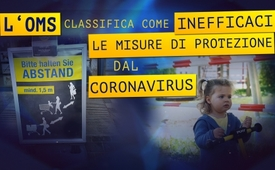 L'OMS CLASSIFICA COME INEFFICACI
LE MISURE DI PROTEZIONE
DAL
CORONAVIRUS
Bitte halten Sie
ABSTAND
mind. 1,5 m